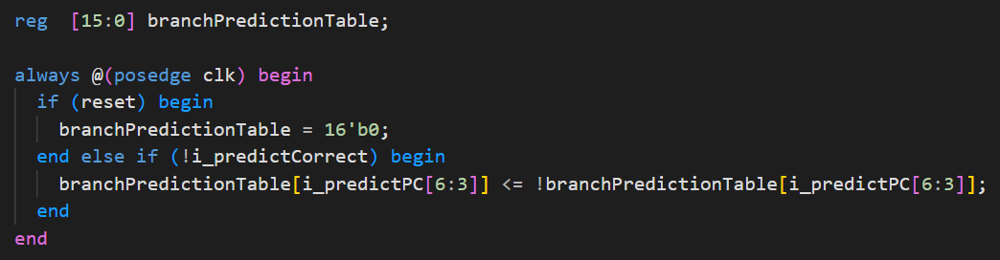 reg  [15:0] branchPredictionTable;
always @(posedge clk) begin
if (reset) begin
branchPredictionTable = 16'b0;
end else if (!i_predictCorrect) begin
branchPredictionTable[i_predictPC[6:3]] <= !branchPredictionTable[i_predictPC[6:3]];
end
end